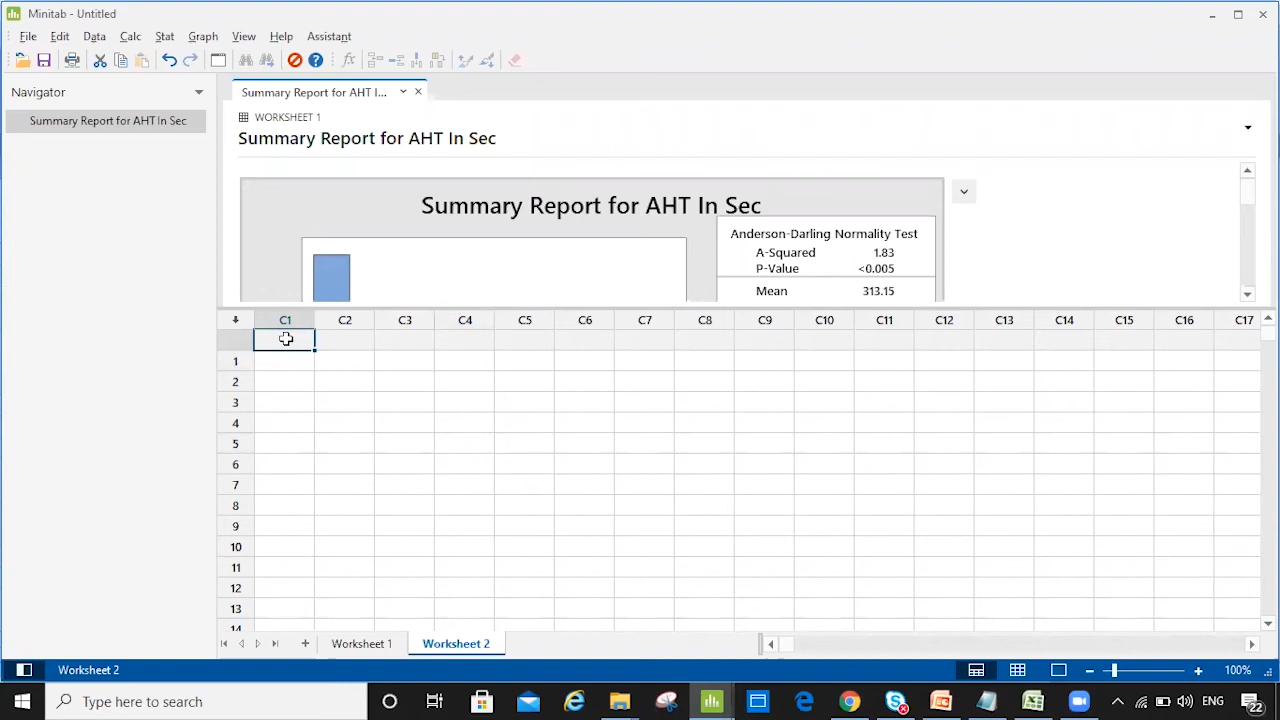 Minitab - Untitled
File Edit Data Calc Stat Graph View Help Assistant
Navigator
Summary Report for AHT In Sec
Summary Report for AHT I...
WORKSHEET 1
Summary Report for AHT In Sec
Summary Report for AHT In Sec
Anderson-Darling Normality Test
A-Squared 1.83
P-Value <0.005
Mean 313.15
C1 C2 C3 C4 C5 C6 C7 C8 C9 C10 C11 C12 C13 C14 C15 C16 C17
1
2
3
4
5
6
7
8
9
10
11
12
13
14
Worksheet 1 Worksheet 2
Worksheet 2 100%
Type here to search ENG 22